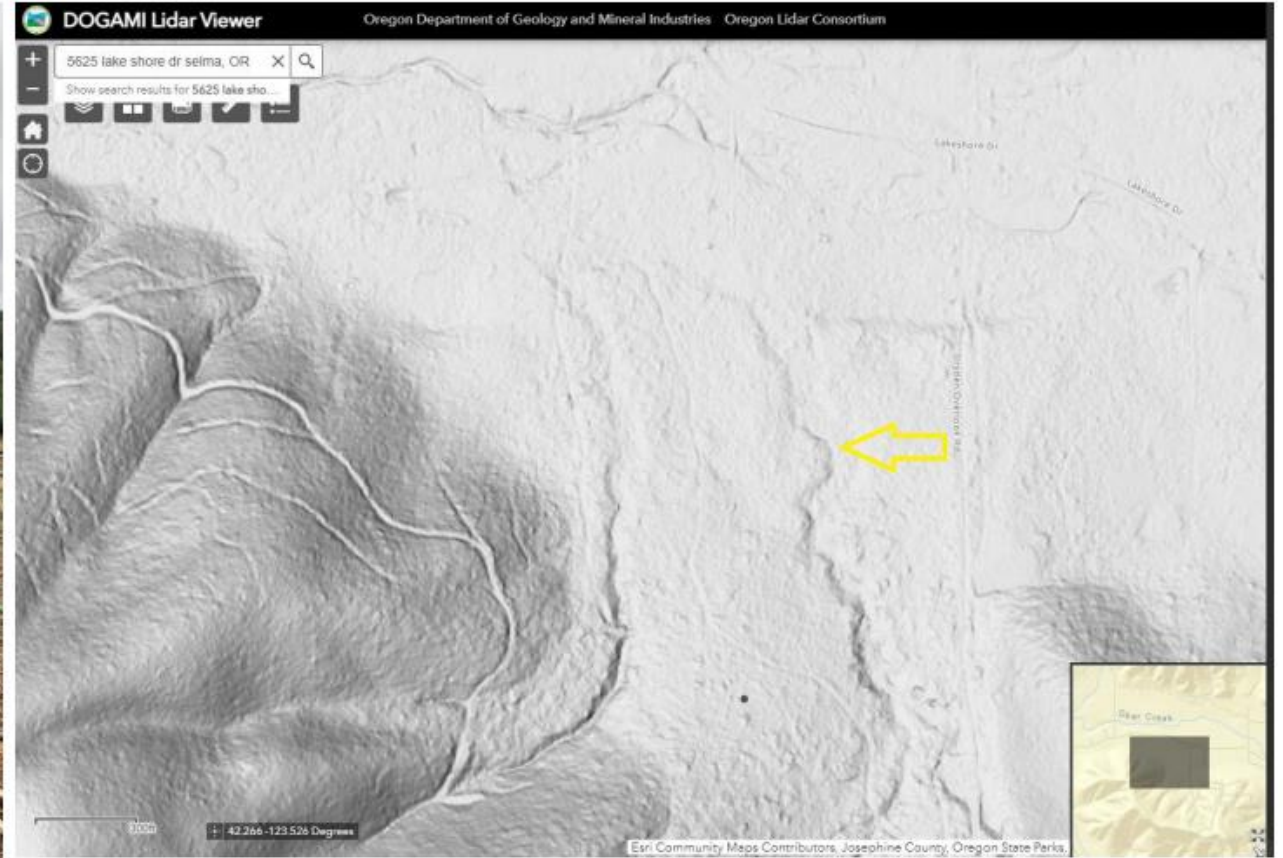 DOGAMI Lidar Viewer
Oregon Department of Geology and Mineral Industries Oregon Lidar Consortium
5625 lake shore dr selma, OR
Show search results for 5625 lake sho...
Lakeshore Dr
Lakeshore Dr
Deer Creek
300ft
42.266 -123.526 Degrees
Esri Community Maps Contributors, Josephine County, Oregon State Parks,